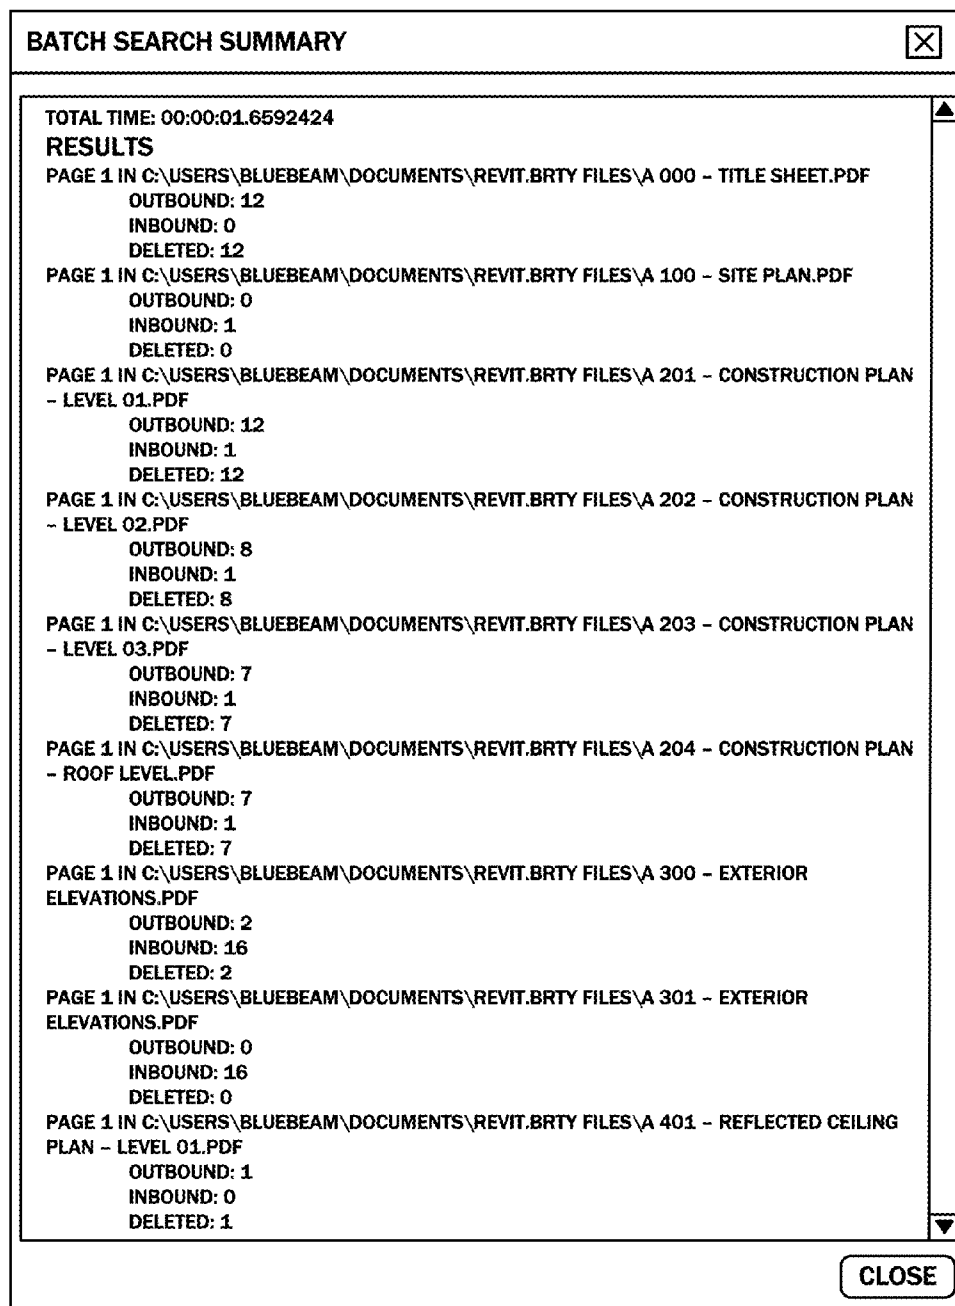 BATCH SEARCH SUMMARY
TOTAL TIME: 00:00:01.6592424
RESULTS
PAGE 1 IN C:\USERS\BLUEBEAM\DOCUMENTS\REVIT.BRTY FILES\A 000 – TITLE SHEET.PDF
OUTBOUND: 12
INBOUND: 0
DELETED: 12
PAGE 1 IN C:\USERS\BLUEBEAM\DOCUMENTS\REVIT.BRTY FILES\A 100 – SITE PLAN.PDF
OUTBOUND: 0
INBOUND: 1
DELETED: 0
PAGE 1 IN C:\USERS\BLUEBEAM\DOCUMENTS\REVIT.BRTY FILES\A 201 – CONSTRUCTION PLAN
– LEVEL 01.PDF
OUTBOUND: 12
INBOUND: 1
DELETED: 12
PAGE 1 IN C:\USERS\BLUEBEAM\DOCUMENTS\REVIT.BRTY FILES\A 202 – CONSTRUCTION PLAN
– LEVEL 02.PDF
OUTBOUND: 8
INBOUND: 1
DELETED: 8
PAGE 1 IN C:\USERS\BLUEBEAM\DOCUMENTS\REVIT.BRTY FILES\A 203 – CONSTRUCTION PLAN
– LEVEL 03.PDF
OUTBOUND: 7
INBOUND: 1
DELETED: 7
PAGE 1 IN C:\USERS\BLUEBEAM\DOCUMENTS\REVIT.BRTY FILES\A 204 – CONSTRUCTION PLAN
– ROOF LEVEL.PDF
OUTBOUND: 7
INBOUND: 1
DELETED: 7
PAGE 1 IN C:\USERS\BLUEBEAM\DOCUMENTS\REVIT.BRTY FILES\A 300 – EXTERIOR
ELEVATIONS.PDF
OUTBOUND: 2
INBOUND: 16
DELETED: 2
PAGE 1 IN C:\USERS\BLUEBEAM\DOCUMENTS\REVIT.BRTY FILES\A 301 – EXTERIOR
ELEVATIONS.PDF
OUTBOUND: 0
INBOUND: 16
DELETED: 0
PAGE 1 IN C:\USERS\BLUEBEAM\DOCUMENTS\REVIT.BRTY FILES\A 401 – REFLECTED CEILING
PLAN – LEVEL 01.PDF
OUTBOUND: 1
INBOUND: 0
DELETED: 1
CLOSE